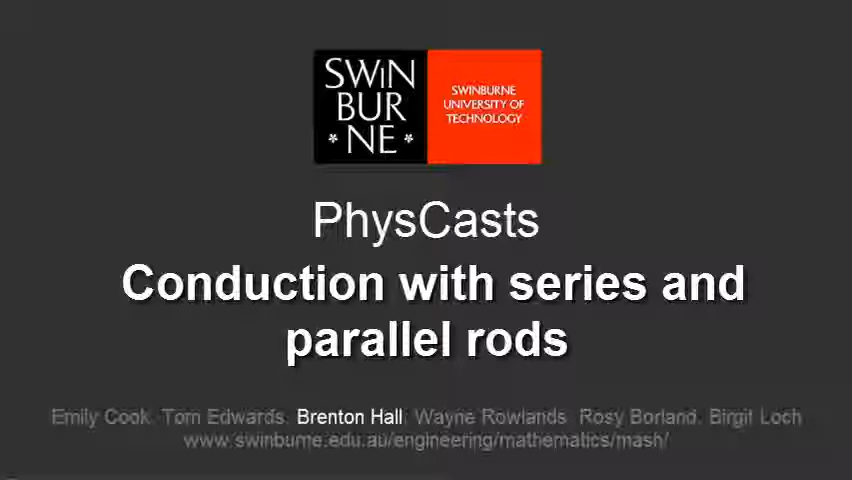 SWiN
BUR
* NE *
SWINBURNE
UNIVERSITY OF
TECHNOLOGY
PhysCasts
Conduction with series and
parallel rods
Emily Cook, Tom Edwards, Brenton Hall, Wayne Rowlands, Rosy Borland, Birgit Loch
www.swinburne.edu.au/engineering/mathematics/mash/